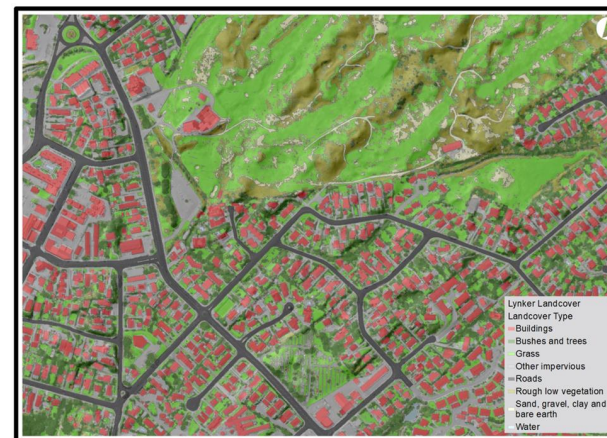 Lynker Landcover
Landcover Type
Buildings
Bushes and trees
Grass
Other impervious
Roads
Rough low vegetation
Sand, gravel, clay and
bare earth
Water